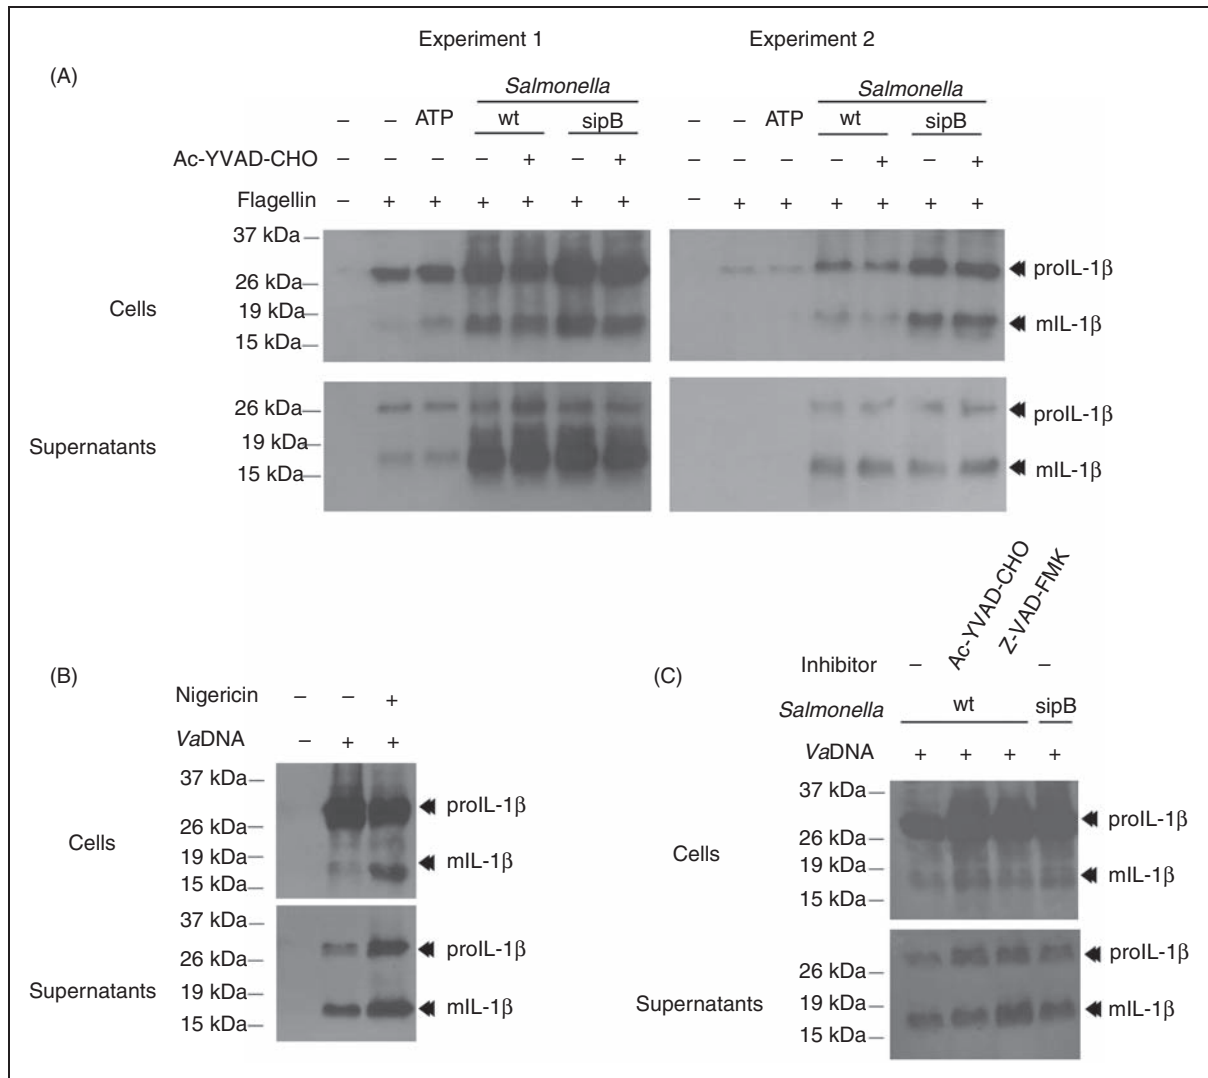 Experiment 1 Experiment 2
(A)
Salmonella Salmonella
– – ATP wt sipB – – ATP wt sipB
Ac-YVAD-CHO – – – – + – + – – – – + – +
Flagellin – + + + + + + – + + + + + +
37 kDa
26 kDa proIL-1β
Cells
19 kDa
15 kDa mIL-1β
26 kDa proIL-1β
Supernatants
19 kDa
15 kDa mIL-1β
(B)
Nigericin – – +
VaDNA – + +
37 kDa
proIL-1β
26 kDa
Cells
19 kDa mIL-1β
15 kDa
37 kDa
proIL-1β
26 kDa
Supernatants
19 kDa
mIL-1β
15 kDa
(C)
Inhibitor – Ac-YVAD-CHO Z-VAD-FMK –
Salmonella wt sipB
VaDNA + + + +
37 kDa
proIL-1β
26 kDa
Cells
19 kDa
mIL-1β
15 kDa
proIL-1β
26 kDa
Supernatants
19 kDa mIL-1β
15 kDa